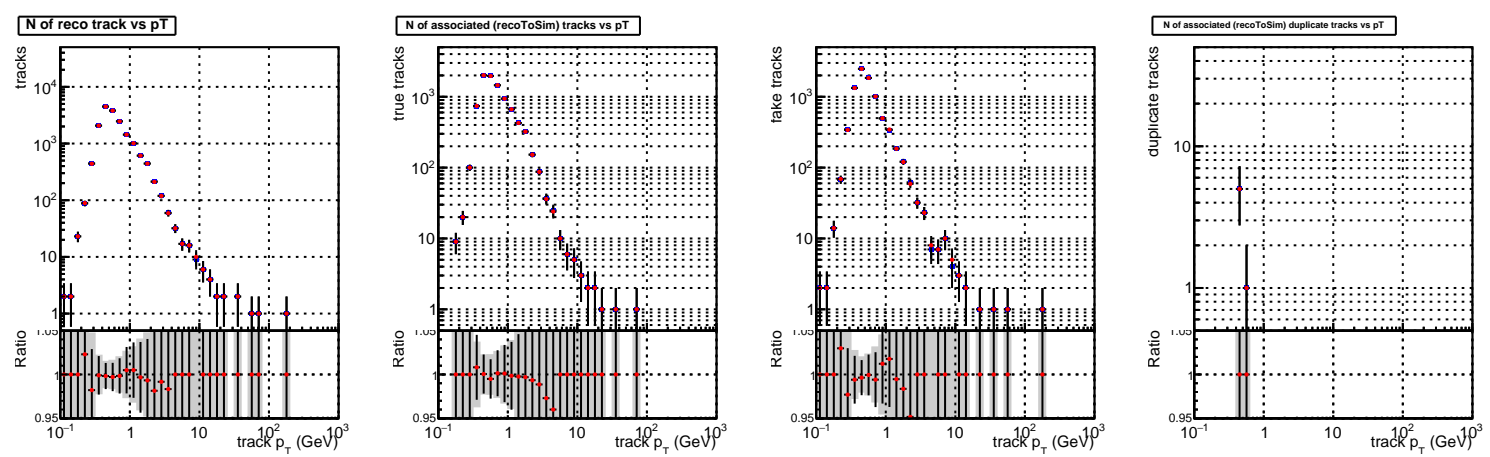 N of reco track vs pT
tracks
10^4
10^3
10^2
10
1
Ratio
1.05
1
0.95
10^-1 1 10 10^2 10^3
track p_T (GeV)
N of associated (recoToSim) tracks vs pT
true tracks
10^3
10^2
10
1
Ratio
1.05
1
0.95
10^-1 1 10 10^2 10^3
track p_T (GeV)
fake tracks
10^3
10^2
10
1
Ratio
1.05
1
0.95
10^-1 1 10 10^2 10^3
track p_T (GeV)
N of associated (recoToSim) duplicate tracks vs pT
duplicate tracks
10
1
Ratio
1.05
1
0.95
10^-1 1 10 10^2 10^3
track p_T (GeV)